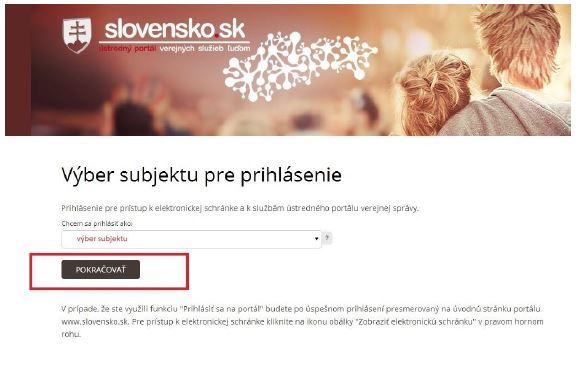 slovensko.sk
ústredný portál verejných služieb ľuďom
Výber subjektu pre prihlásenie
Prihlásenie pre prístup k elektronickej schránke a k službám ústredného portálu verejnej správy.
Chcem sa prihlásiť ako:
výber subjektu
?
POKRAČOVAŤ
V prípade, že ste využili funkciu "Prihlásiť sa na portál" budete po úspešnom prihlásení presmerovaný na úvodnú stránku portálu
www.slovensko.sk. Pre prístup k elektronickej schránke kliknite na ikonu obálky "Zobraziť elektronickú schránku" v pravom hornom
rohu.